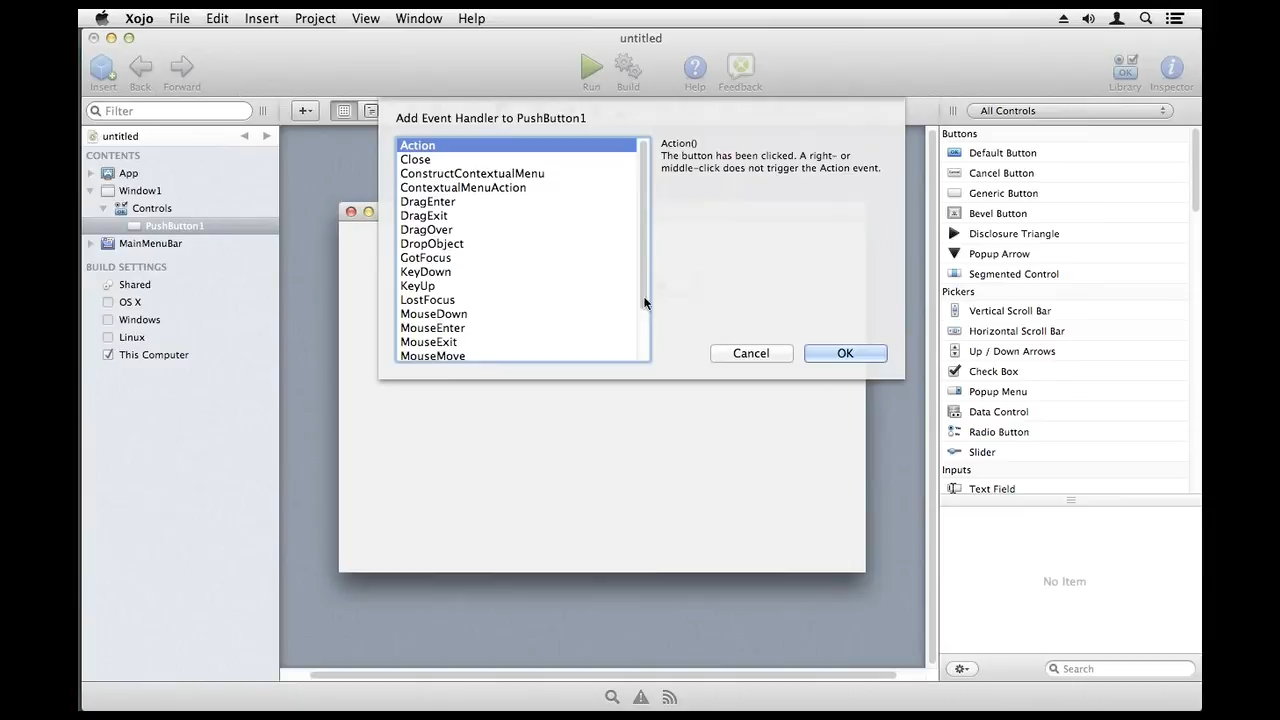 Xojo File Edit Insert Project View Window Help
untitled
Insert Back Forward Run Build Help Feedback Library Inspector
OK
Filter
All Controls
untitled
CONTENTS
App
Window1
Controls
PushButton1
MainMenuBar
BUILD SETTINGS
Shared
OS X
Windows
Linux
This Computer
Add Event Handler to PushButton1
Action
Close
ConstructContextualMenu
ContextualMenuAction
DragEnter
DragExit
DragOver
DropObject
GotFocus
KeyDown
KeyUp
LostFocus
MouseDown
MouseEnter
MouseExit
MouseMove
Action()
The button has been clicked. A right- or
middle-click does not trigger the Action event.
Cancel OK
Buttons
Default Button
Cancel Button
Generic Button
Bevel Button
Disclosure Triangle
Popup Arrow
Segmented Control
Pickers
Vertical Scroll Bar
Horizontal Scroll Bar
Up / Down Arrows
Check Box
Popup Menu
Data Control
Radio Button
Slider
Inputs
Text Field
No Item
Search